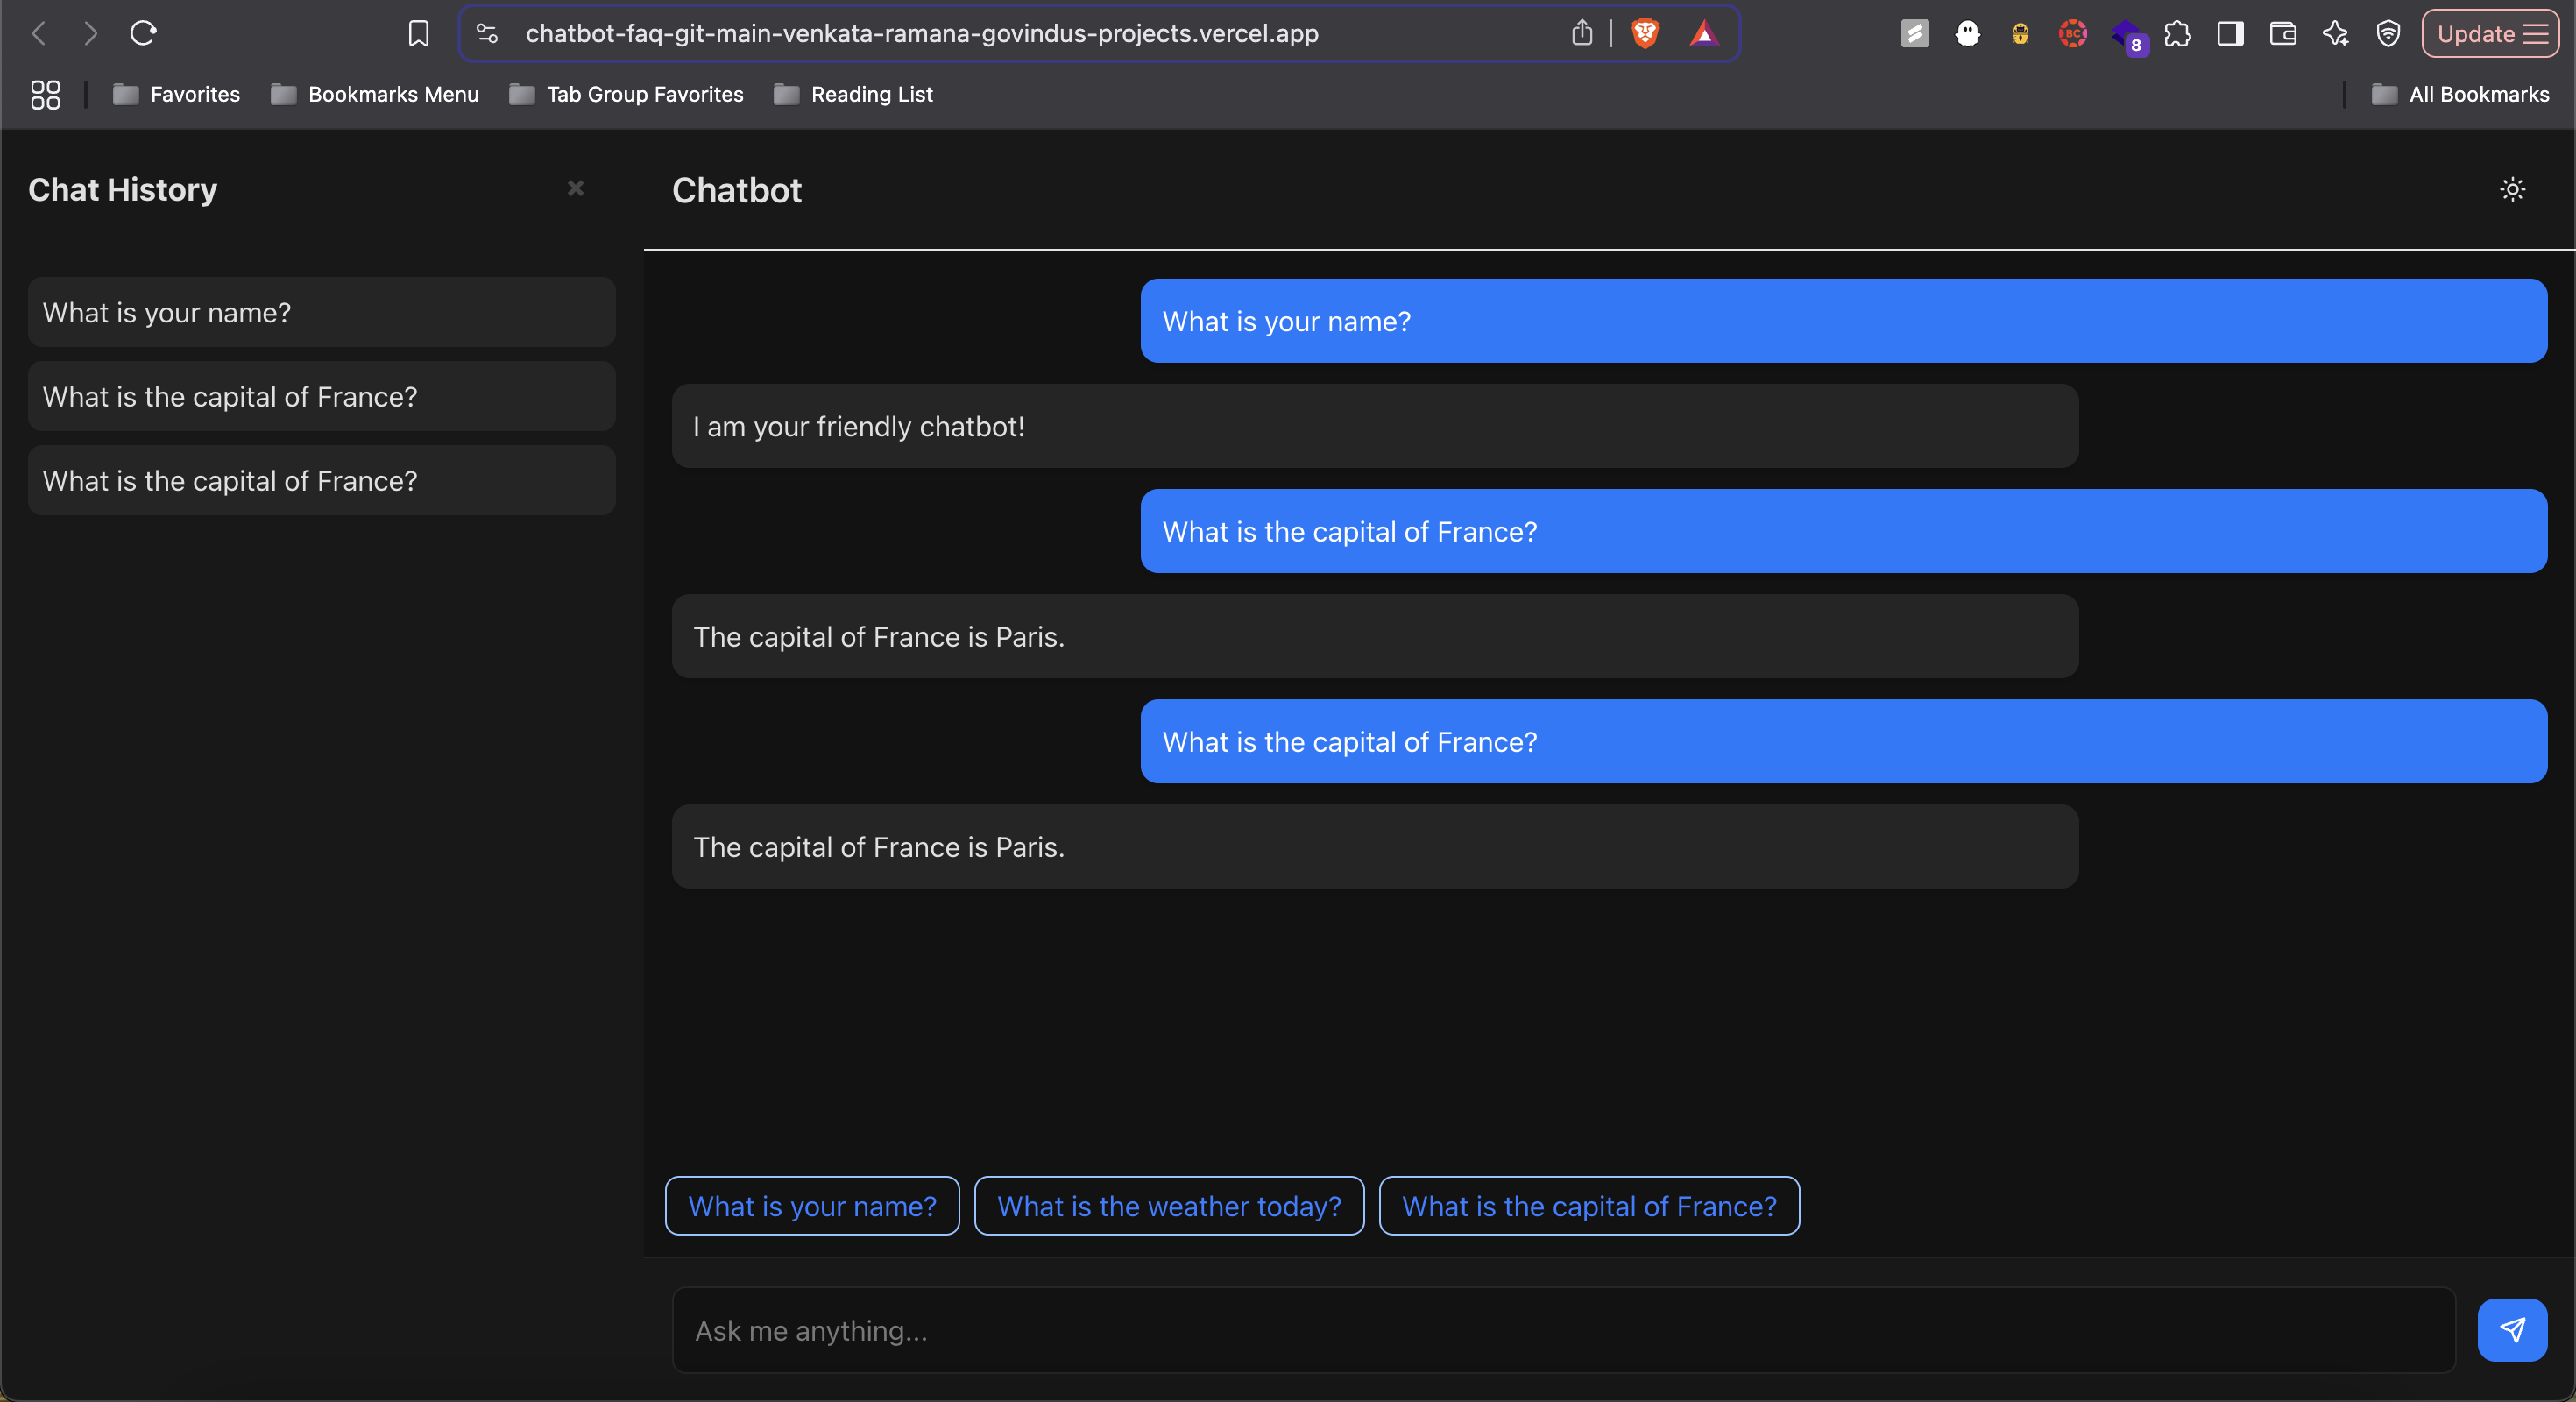 chatbot-faq-git-main-venkata-ramana-govindus-projects.vercel.app
BC
8
Update
Favorites
Bookmarks Menu
Tab Group Favorites
Reading List
All Bookmarks
Chat History
What is your name?
What is the capital of France?
What is the capital of France?
Chatbot
What is your name?
I am your friendly chatbot!
What is the capital of France?
The capital of France is Paris.
What is the capital of France?
The capital of France is Paris.
What is your name?
What is the weather today?
What is the capital of France?
Ask me anything...